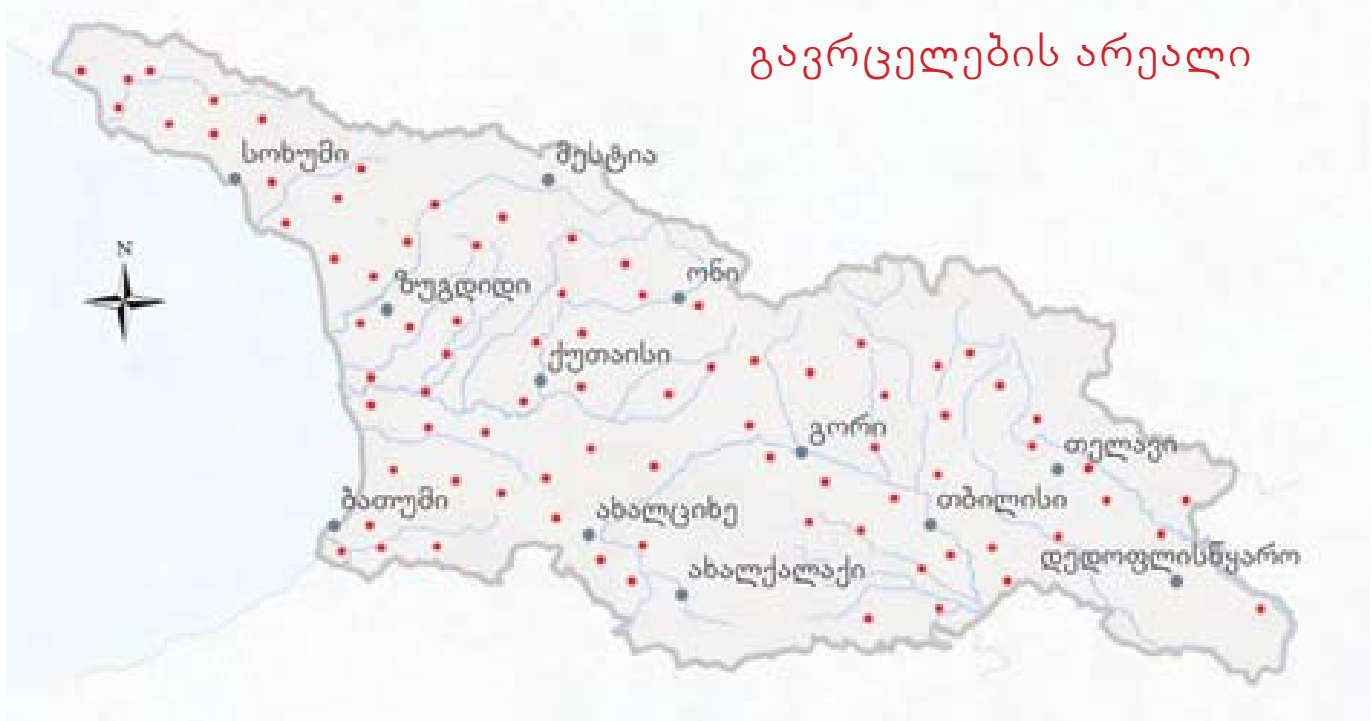 გავრცელების არეალი
სოხუმი
მესტია
N
ონი
ზუგდიდი
ქუთაისი
გორი
თელავი
ბათუმი
ახალციხე
თბილისი
დედოფლისწყარო
ახალქალაქი